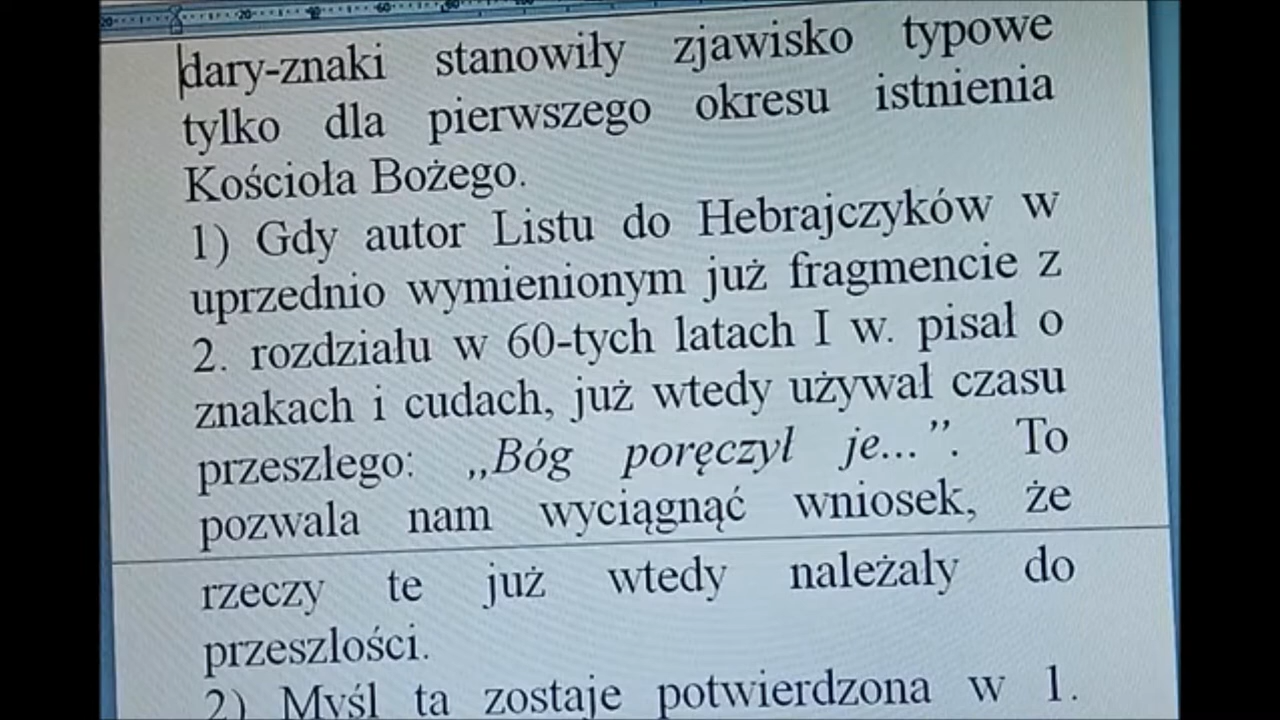 dary-znaki stanowiły zjawisko typowe
tylko dla pierwszego okresu istnienia
Kościoła Bożego.
1) Gdy autor Listu do Hebrajczyków w
uprzednio wymienionym już fragmencie z
2. rozdziału w 60-tych latach I w. pisał o
znakach i cudach, już wtedy używał czasu
przeszłego: „Bóg poręczył je...”. To
pozwala nam wyciągnąć wniosek, że
rzeczy te już wtedy należały do
przeszłości.
2) Myśl ta zostaje potwierdzona w 1.